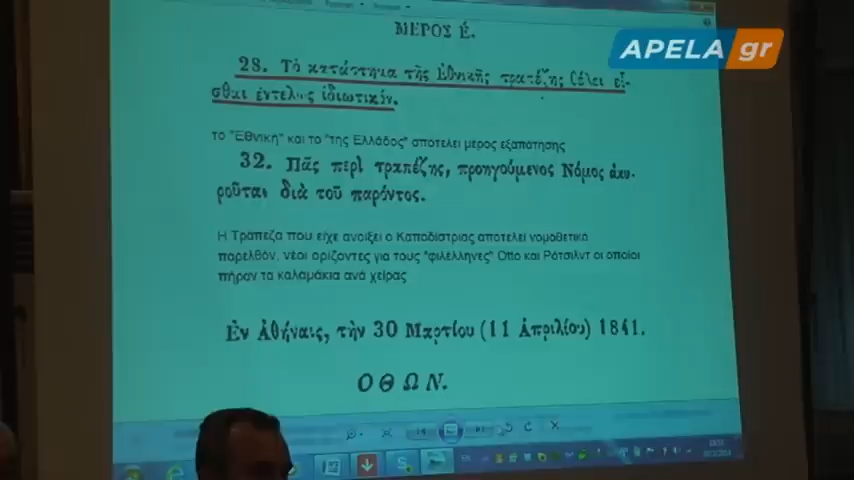 APELA gr
ΜΕΡΟΣ Έ.
28. Τὸ κατάστημα τῆς Ἐθνικῆς τραπέζης θέλει εἶ-
σθαι ἐντελῶς ἰδιωτικόν.
το "Εθνική" και το "της Ελλάδος" αποτελεί μέρος εξαπάτησης
32. Πᾶς περὶ τραπέζης, προηγούμενος Νόμος ἀκυ-
ροῦται διὰ τοῦ παρόντος.
Η Τράπεζα που είχε ανοίξει ο Καποδίστριας αποτελεί νομοθετικό
παρελθόν, νέοι ορίζοντες για τους "φιλέλληνες" Όttο και Ρότσιλντ οι οποίοι
πήραν τα καλαμάκια ανά χείρας
Ἐν Ἀθήναις, τὴν 30 Μαρτίου (11 Ἀπριλίου) 1841.
ΟΘΩΝ.